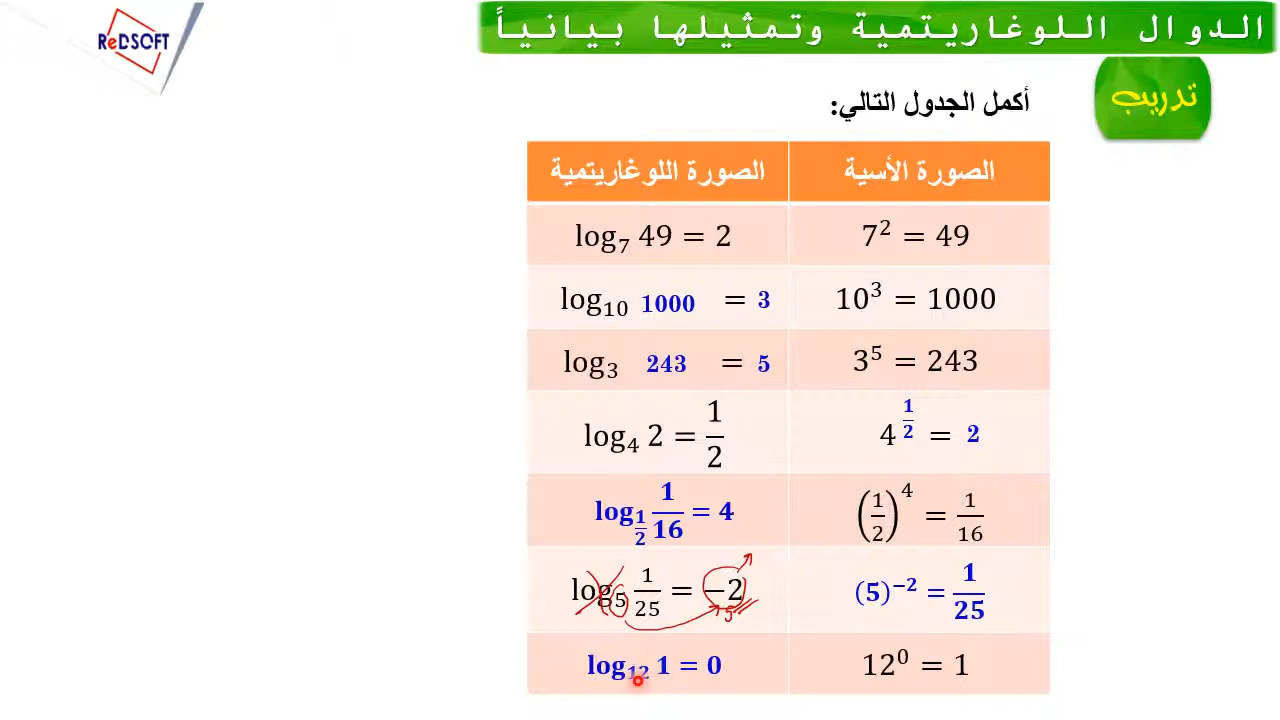 ReDSOFT
الدوال اللوغاريتمية وتمثيلها بيانياً
تدريب
أكمل الجدول التالي:
الصورة الأسية | الصورة اللوغاريتمية
7² = 49 | log₇ 49 = 2
10³ = 1000 | log₁₀ 1000 = 3
3⁵ = 243 | log₃ 243 = 5
4^(1/2) = 2 | log₄ 2 = 1/2
(1/2)⁴ = 1/16 | log_(1/2) 1/16 = 4
(5)⁻² = 1/25 | log₅ 1/25 = −2
5
12⁰ = 1 | log₁₂ 1 = 0